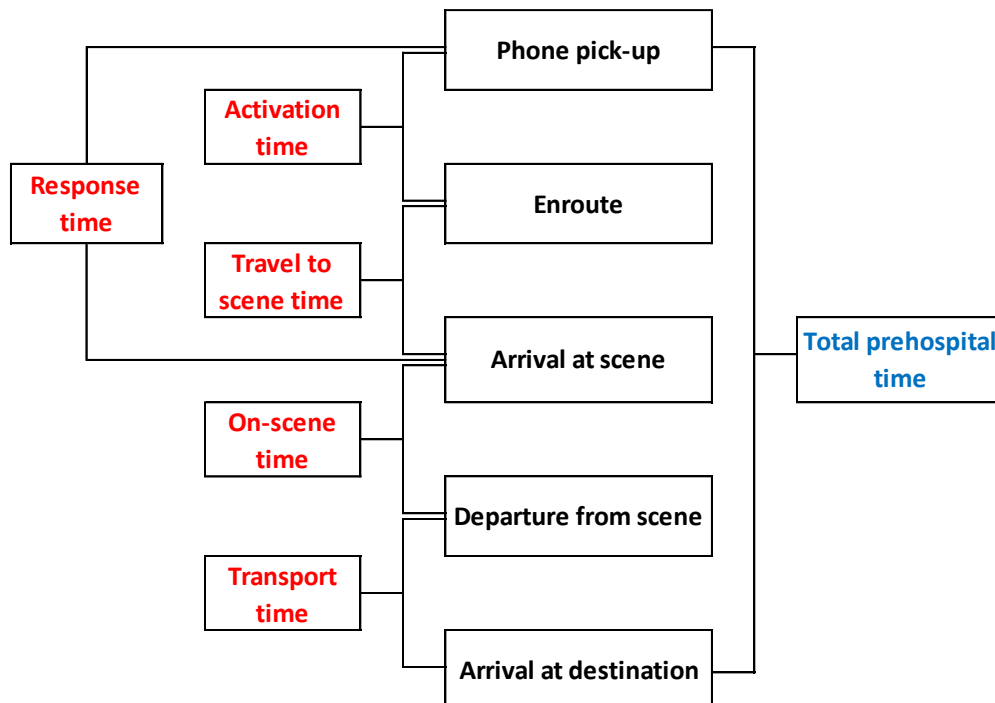 Phone pick-up
Activation
time
Response
time
Enroute
Travel to
scene time
Arrival at scene
Total prehospital
time
On-scene
time
Departure from scene
Transport
time
Arrival at destination